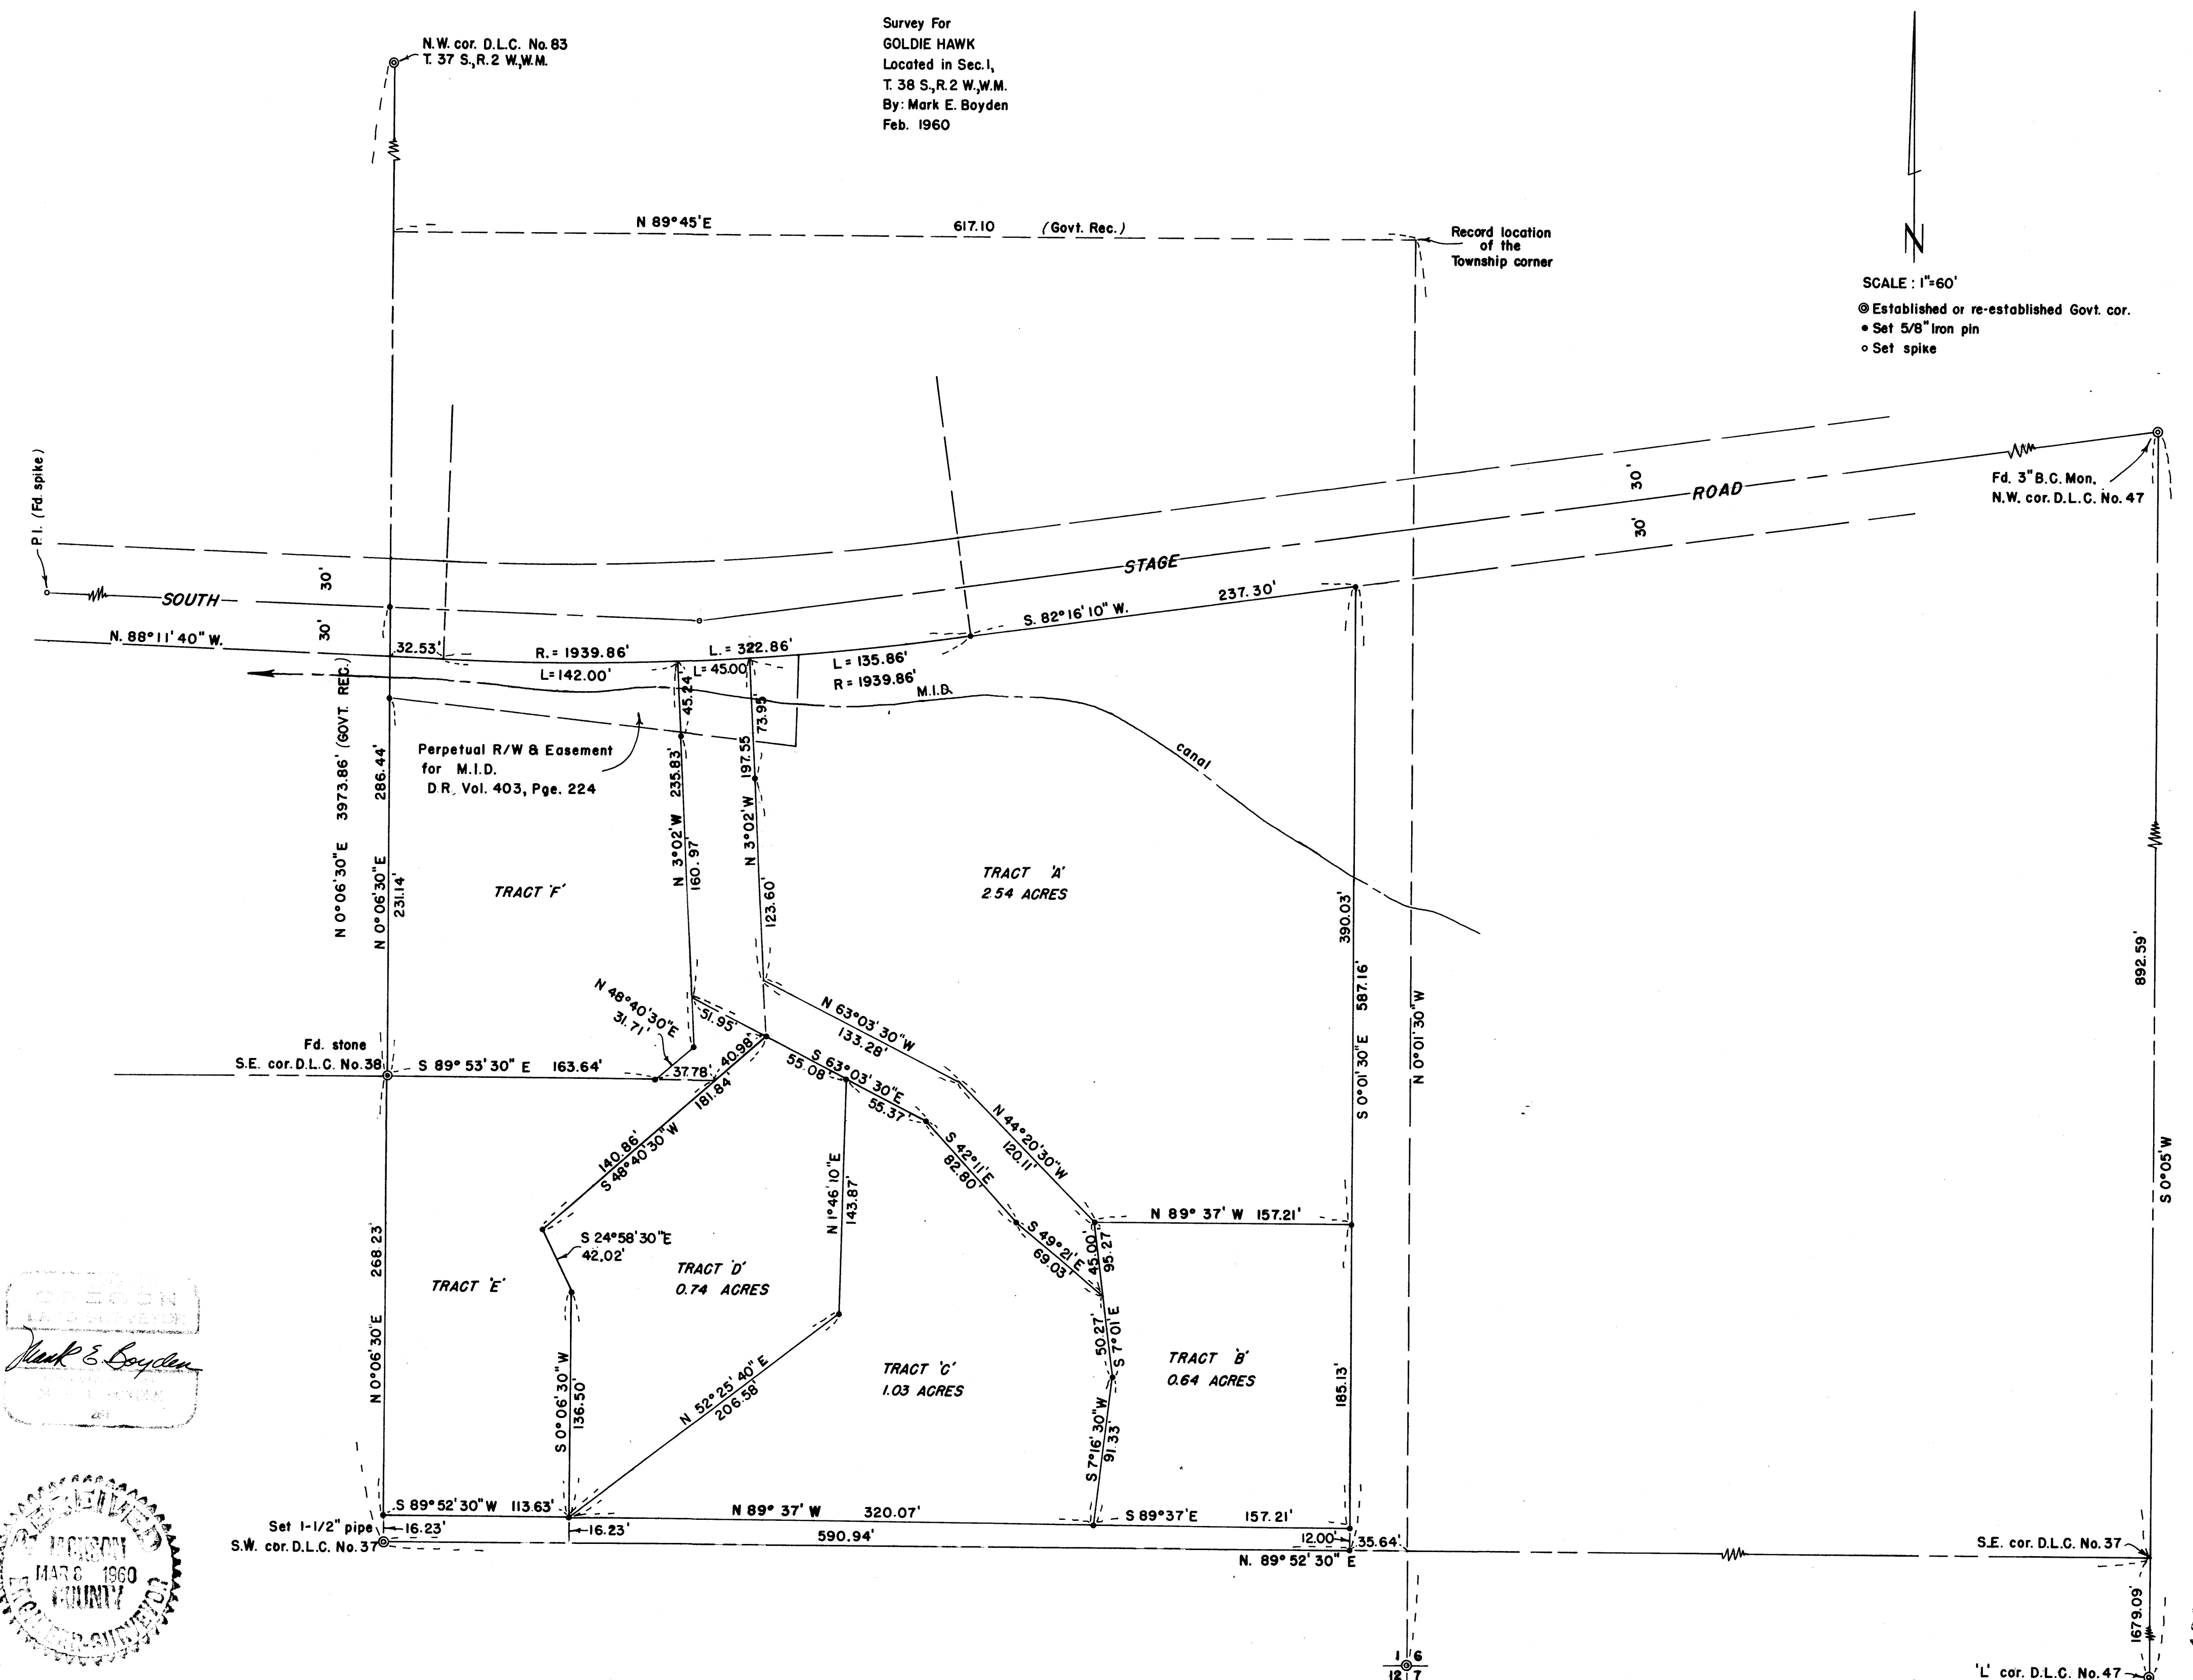 Survey For
GOLDIE HAWK
Located in Sec. 1,
T. 38 S., R. 2 W., W.M.
By: Mark E. Boyden
Feb. 1960
N.W. cor. D.L.C. No. 83
T. 37 S., R. 2 W., W.M.
N 89°45' E 617.10 (Govt. Rec.)
Record location
of the
Township corner
N
SCALE: 1"=60'
Established or re-established Govt. cor.
Set 5/8" Iron pin
Set spike
P.I. (Fd. spike)
Fd. 3" B.C. Mon.
N.W. cor. D.L.C. No. 47
SOUTH STAGE ROAD
30'
30'
30'
30'
N. 88° 11' 40" W.
32.53'
R. = 1939.86'
L. = 322.86'
L = 142.00'
L = 45.00
L = 135.86'
R = 1939.86'
S. 82° 16' 10" W.
237.30'
M.I.D.
canal
Perpetual R/W & Easement
for M.I.D.
D.R. Vol. 403, Pge. 224
N 0° 06' 30" E 3973.86' (GOVT. REC.)
N 0° 06' 30" E 286.44'
231.14'
45.24
N 3° 02' W 235.83'
160.97'
73.95'
N 3° 02' W 197.55
123.60'
TRACT 'F'
TRACT 'A'
2.54 ACRES
390.03'
S 0° 01' 30" E 587.16'
N 0° 01' 30" W
892.59'
S 0° 05' W
N 48° 40' 30" E
31.71'
51.95'
N 63° 03' 30" W
133.28'
Fd. stone
S.E. cor. D.L.C. No. 38
S 89° 53' 30" E 163.64'
37.78'
40.98'
181.84'
140.86'
S 48° 40' 30" W
S 63° 03' 30" E
55.08'
55.37'
S 42° 11' E
82.80'
N 44° 20' 30" W
120.11'
N 1° 46' 10" E
143.87'
S 49° 21' E
69.03'
N 89° 37' W 157.21'
45.00'
95.27'
S 24° 58' 30" E
42.02'
268.23'
N 0° 06' 30" E
TRACT 'E'
TRACT 'D'
0.74 ACRES
S 0° 06' 30" W
136.50'
N 52° 25' 40" E
206.58'
TRACT 'C'
1.03 ACRES
50.27'
S 7° 01' E
TRACT 'B'
0.64 ACRES
S 7° 16' 30" W
91.33'
185.13'
OREGON
Mark E. Boyden
S 89° 52' 30" W 113.63'
N 89° 37' W 320.07'
S 89° 37' E 157.21'
Set 1-1/2" pipe
S.W. cor. D.L.C. No. 37
16.23'
16.23'
590.94'
12.00'
35.64'
N. 89° 52' 30" E
S.E. cor. D.L.C. No. 37
1679.09'
'L' cor. D.L.C. No. 47
1 6
12 7
RECEIVED
JACKSON
MAR 8 1960
COUNTY